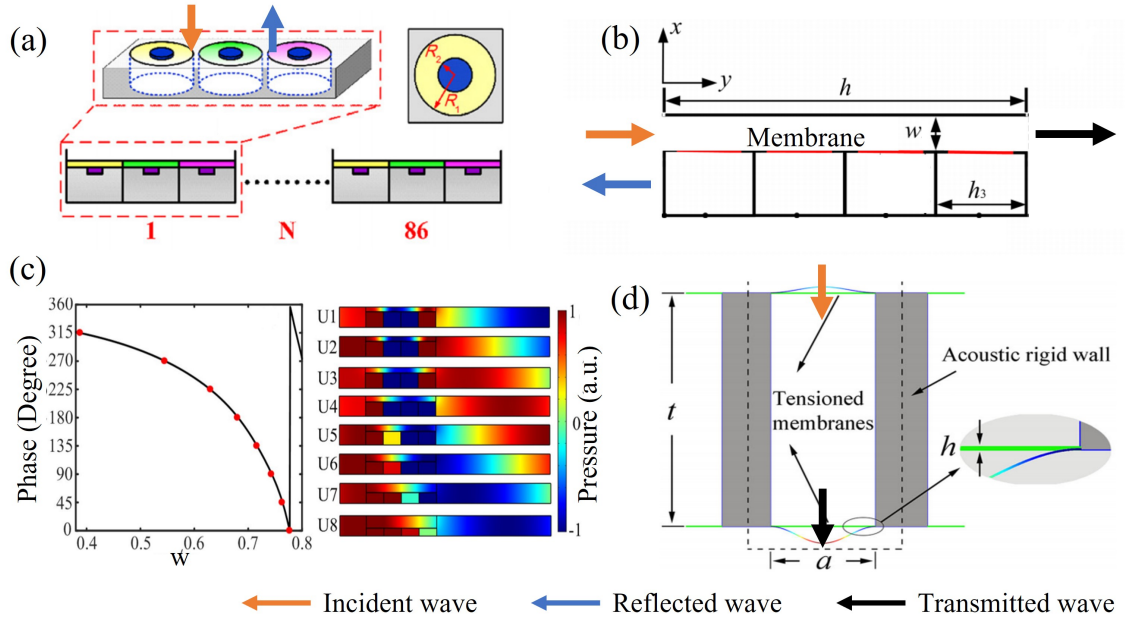 (a)
R2
R1
1
N
86
(b)
x
y
h
w
Membrane
h3
(c)
Phase (Degree)
360
315
270
225
180
135
90
45
0
0.4
0.5
0.6
0.7
0.8
w
U1
U2
U3
U4
U5
U6
U7
U8
1
0
-1
Pressure (a.u.)
(d)
t
Tensioned
membranes
Acoustic rigid wall
h
a
Incident wave
Reflected wave
Transmitted wave